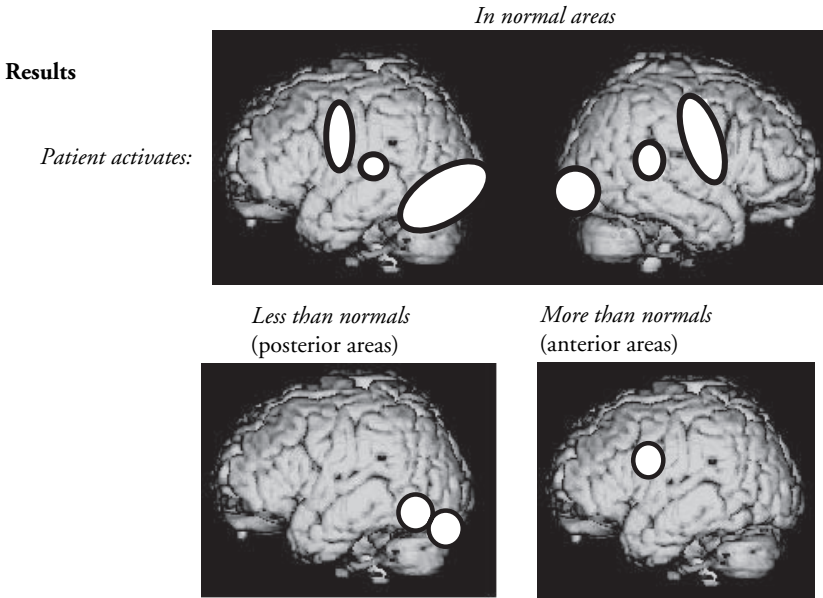 In normal areas
Results
Patient activates:
Less than normals
(posterior areas)
More than normals
(anterior areas)